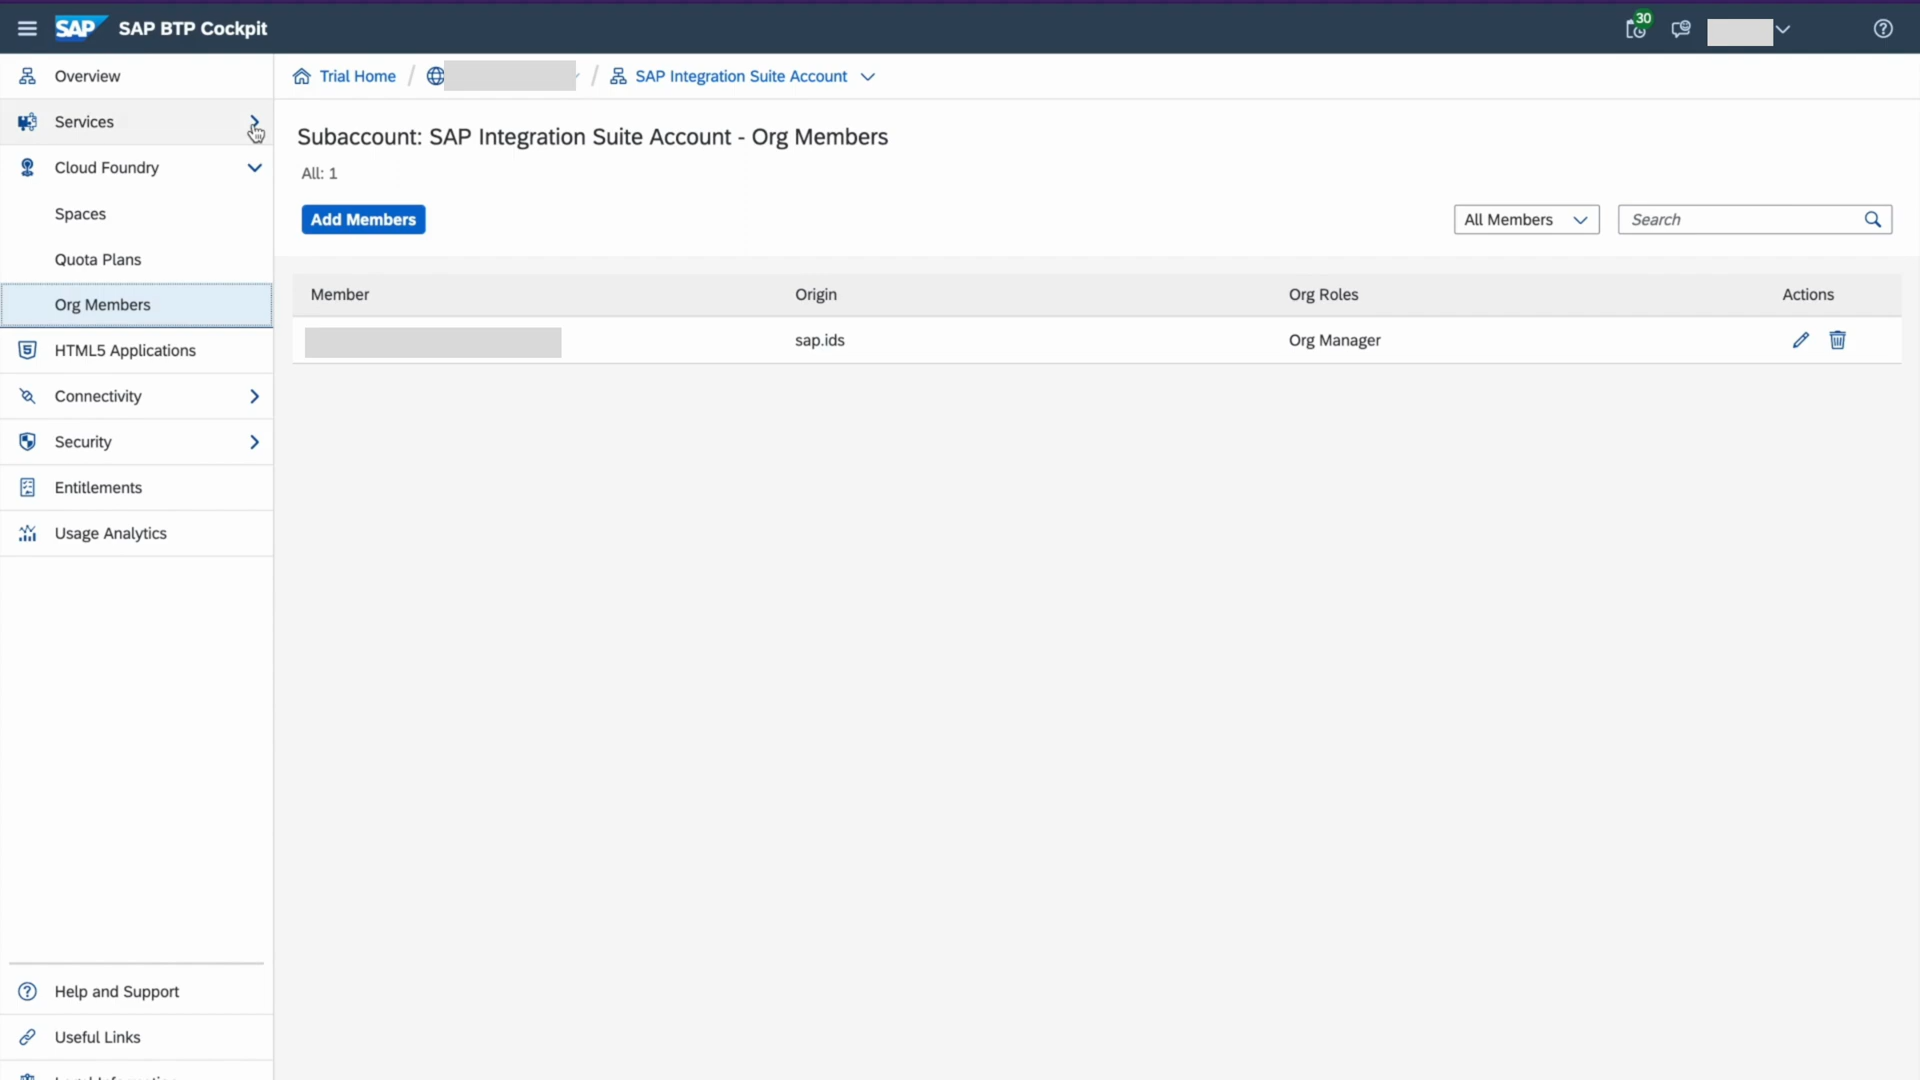 SAP SAP BTP Cockpit
30
Overview
Services
Cloud Foundry
Spaces
Quota Plans
Org Members
HTML5 Applications
Connectivity
Security
Entitlements
Usage Analytics
Help and Support
Useful Links
Trial Home / / SAP Integration Suite Account
Subaccount: SAP Integration Suite Account - Org Members
All: 1
Add Members
All Members
Search
Member Origin Org Roles Actions
sap.ids Org Manager